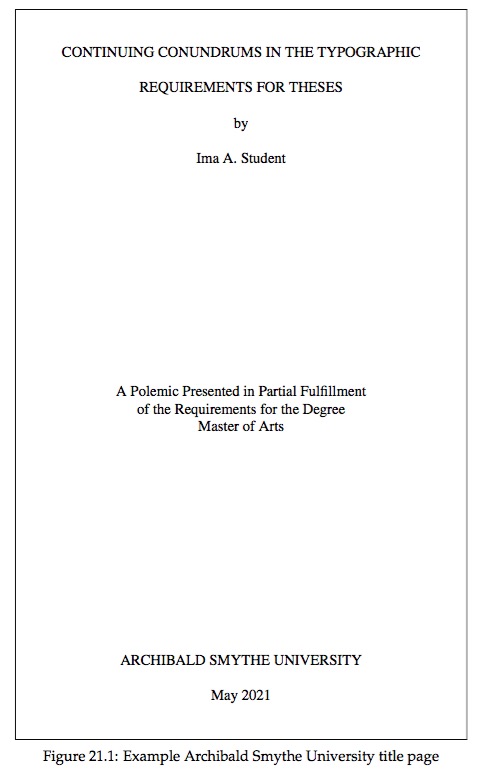 CONTINUING CONUNDRUMS IN THE TYPOGRAPHIC
REQUIREMENTS FOR THESES
by
Ima A. Student
A Polemic Presented in Partial Fulfillment
of the Requirements for the Degree
Master of Arts
ARCHIBALD SMYTHE UNIVERSITY
May 2021
Figure 21.1: Example Archibald Smythe University title page